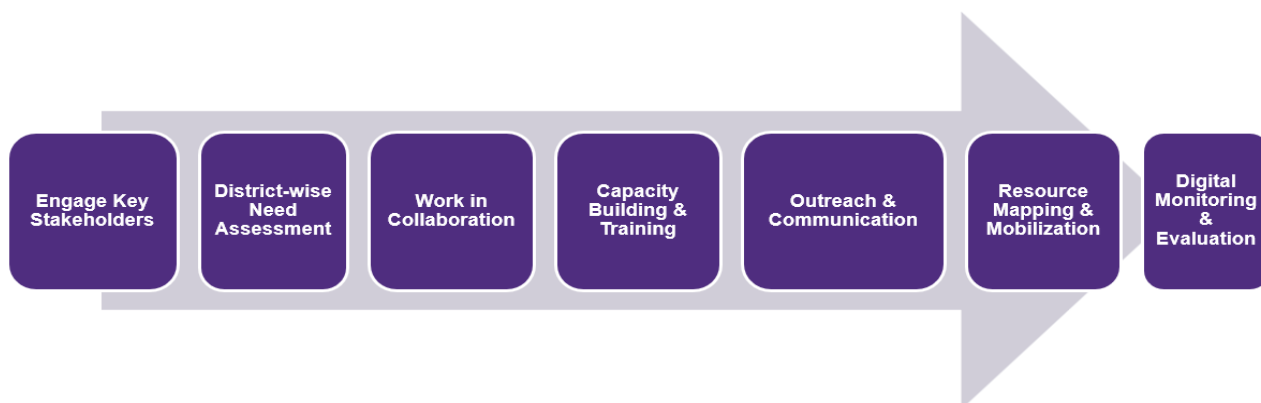 Engage Key
Stakeholders
District-wise
Need
Assessment
Work in
Collaboration
Capacity
Building &
Training
Outreach &
Communication
Resource
Mapping &
Mobilization
Digital
Monitoring
&
Evaluation